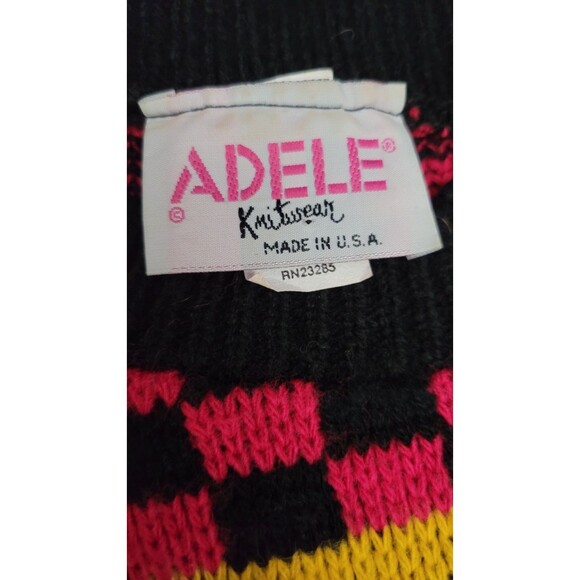 ADELE®
©
Knitwear
MADE IN U.S.A.
RN23285